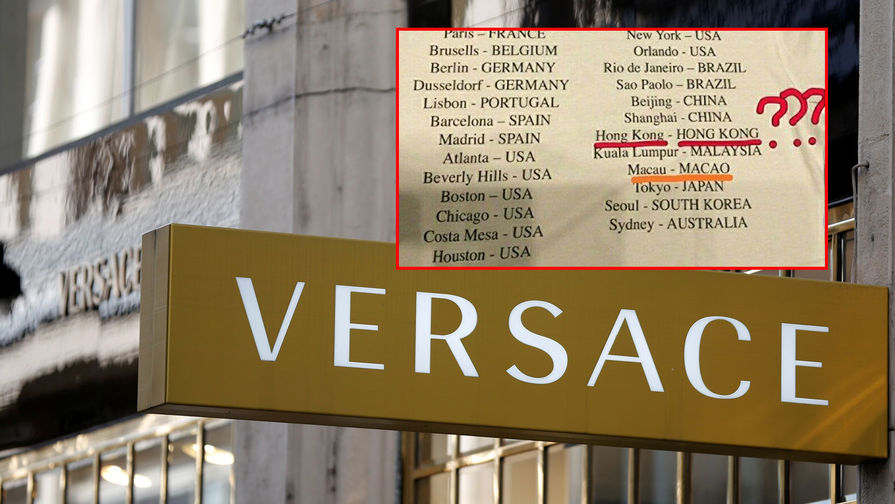 Paris – FRANCE
Brusells - BELGIUM
Berlin - GERMANY
Dusseldorf - GERMANY
Lisbon - PORTUGAL
Barcelona – SPAIN
Madrid - SPAIN
Atlanta – USA
Beverly Hills - USA
Boston – USA
Chicago - USA
Costa Mesa - USA
Houston - USA
New York – USA
Orlando - USA
Rio de Janeiro – BRAZIL
Sao Paolo – BRAZIL
Beijing - CHINA
Shanghai - CHINA
Hong Kong - HONG KONG
???
Kuala Lumpur - MALAYSIA
Macau - MACAO
Tokyo - JAPAN
Seoul - SOUTH KOREA
Sydney - AUSTRALIA
VERSACE
VERSACE